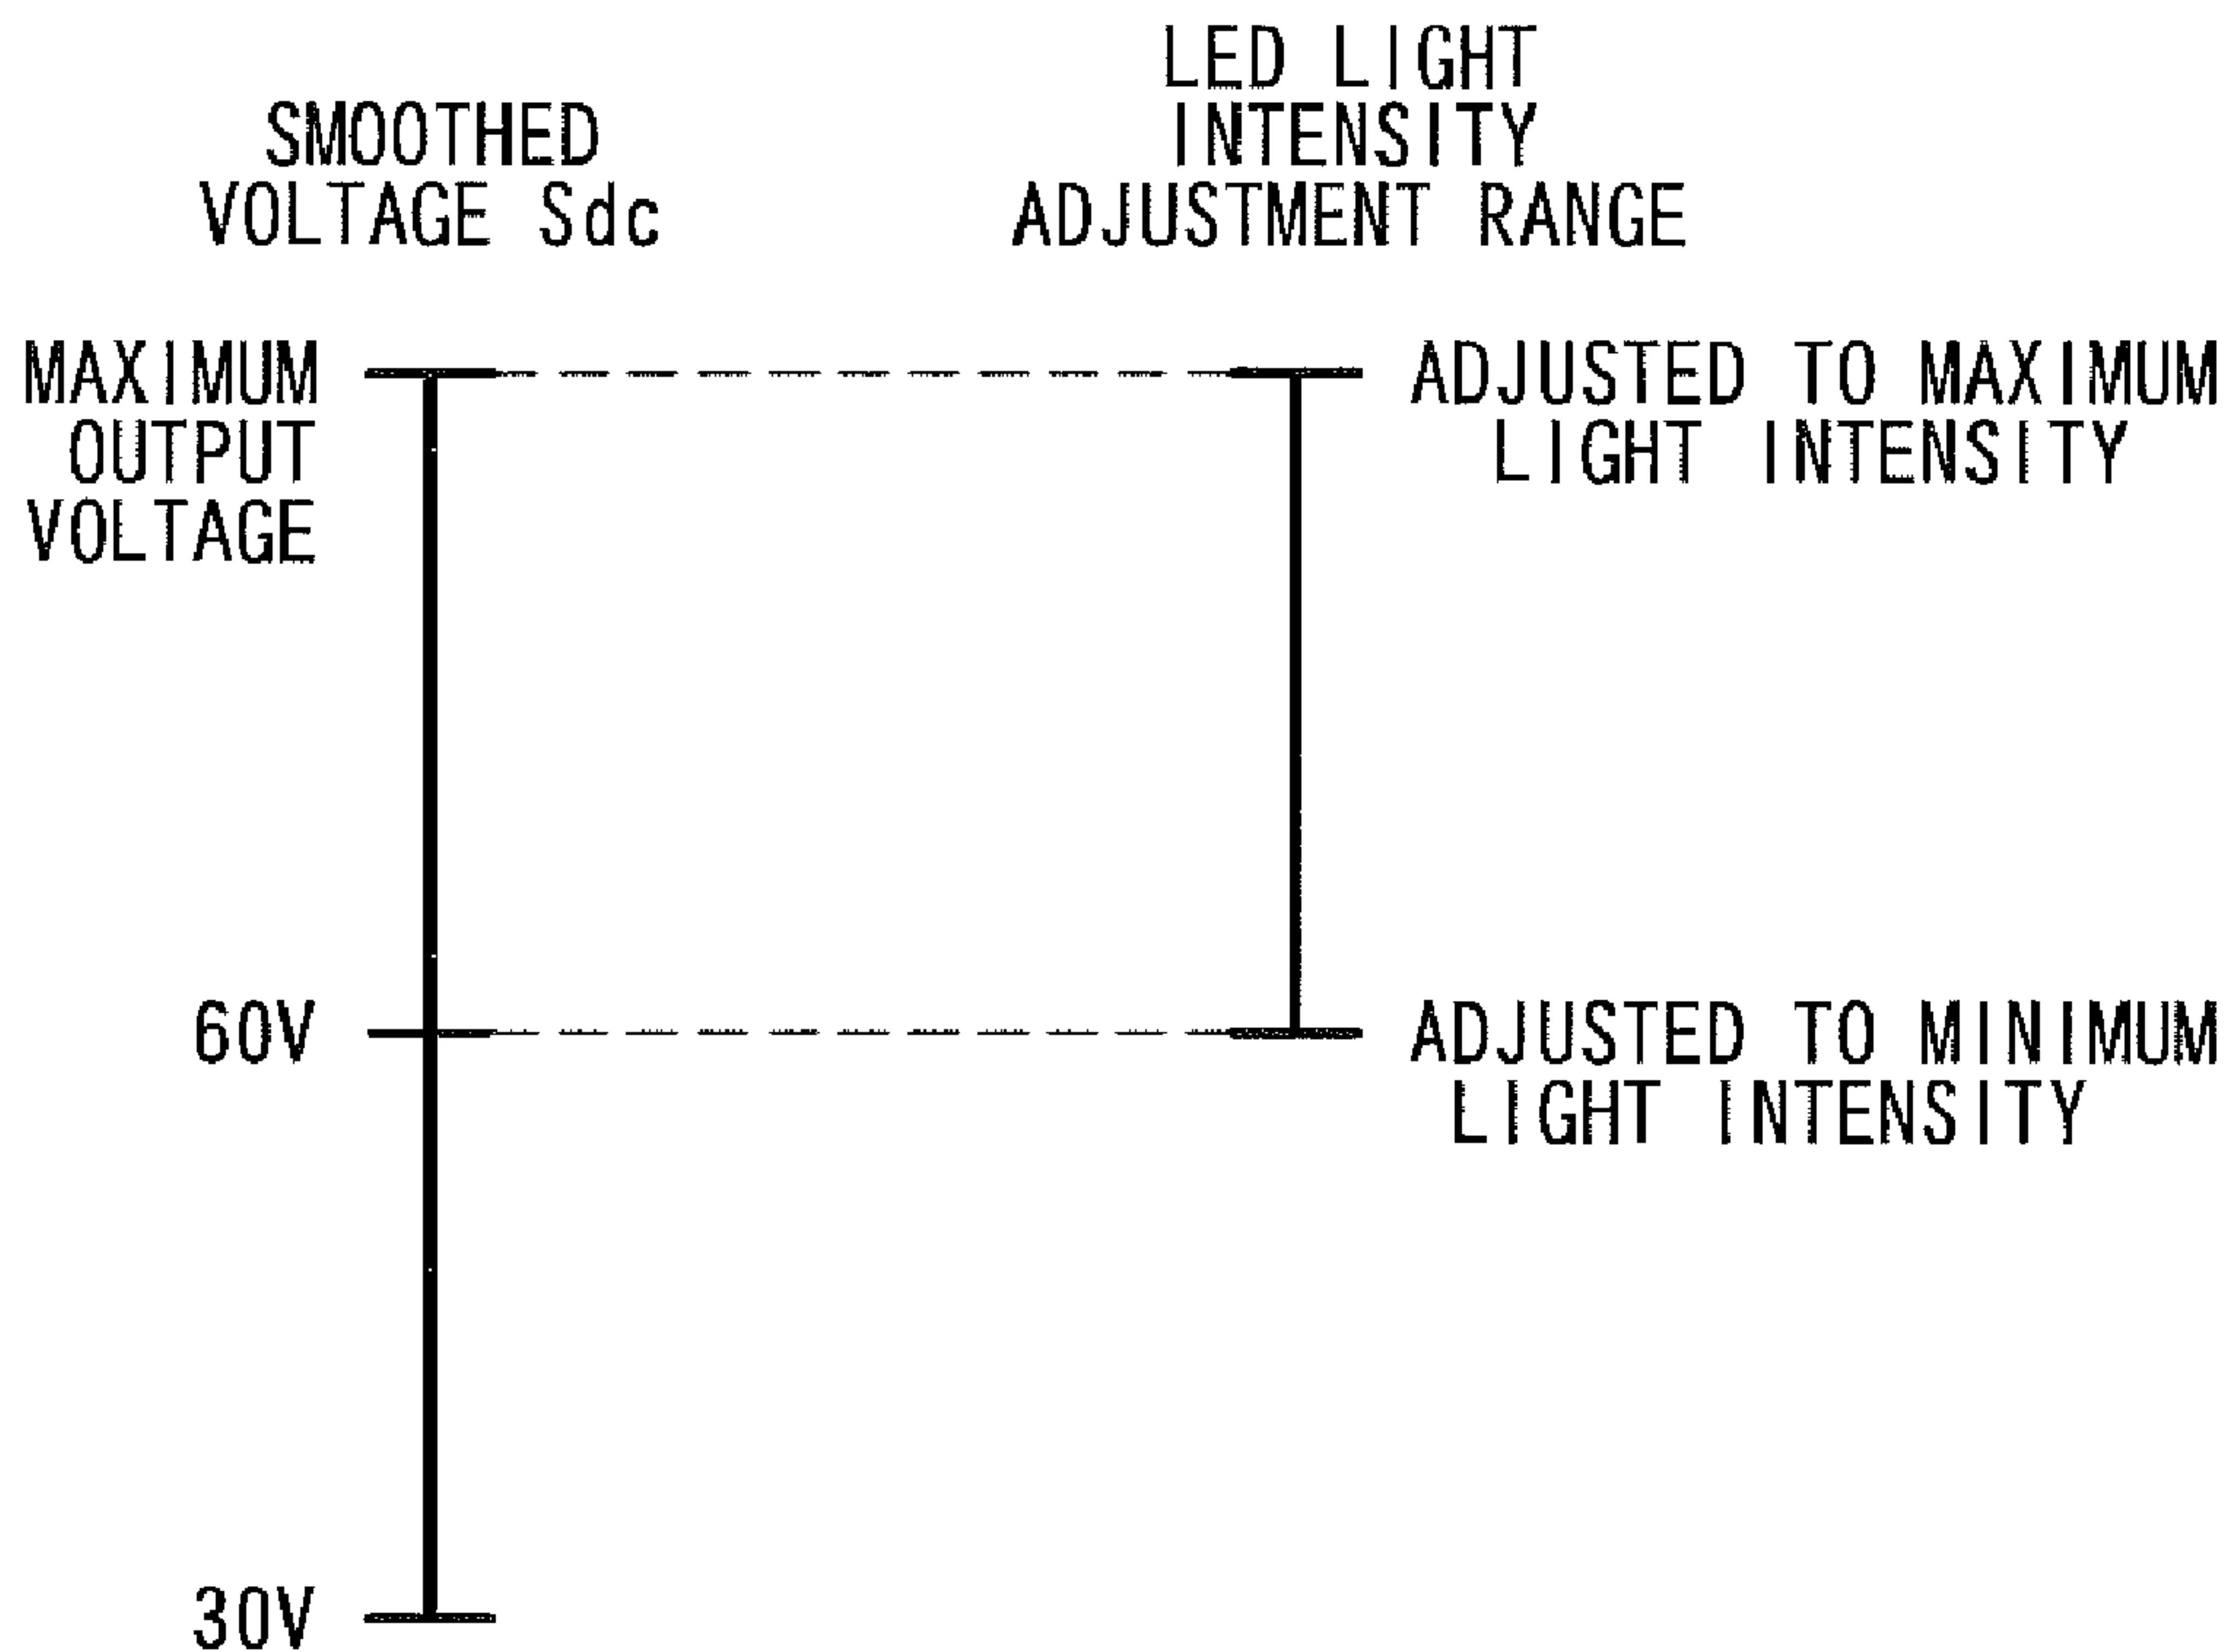 SMOOTHED
VOLTAGE Sdc
LED LIGHT
INTENSITY
ADJUSTMENT RANGE
MAXIMUM
OUTPUT
VOLTAGE
ADJUSTED TO MAXIMUM
LIGHT INTENSITY
60V
ADJUSTED TO MINIMUM
LIGHT INTENSITY
30V